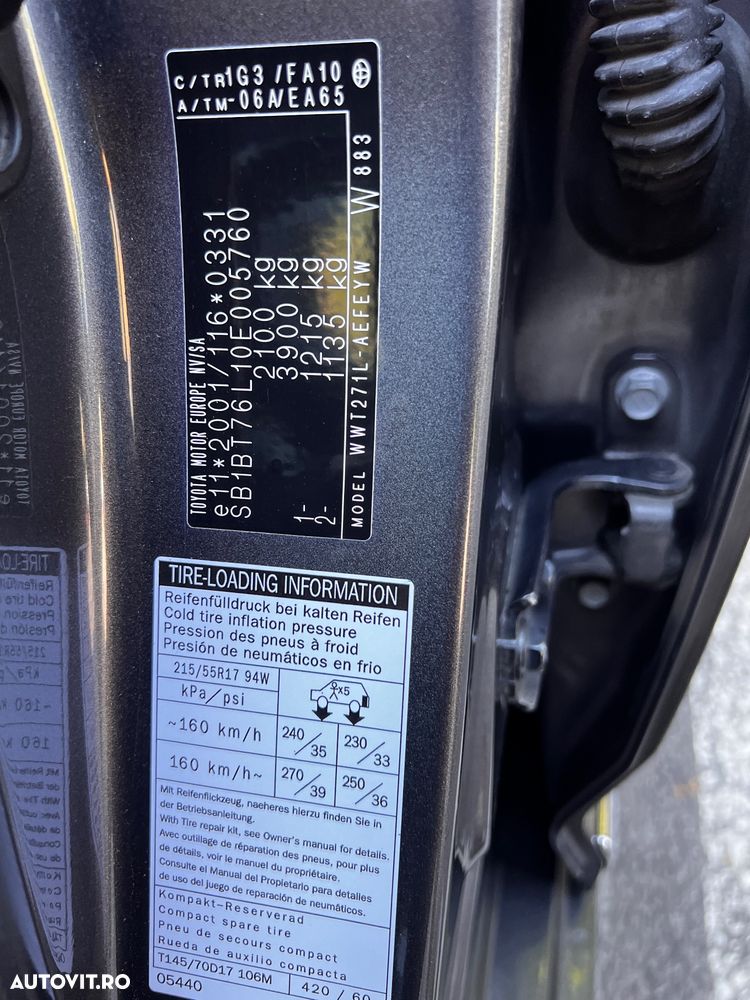 C/TR 1G3 /FA10
A/TM -06A/EA65
TOYOTA MOTOR EUROPE NV/SA
e11*2001/116*0331
SB1BT76L10E005760
2100 kg
3900 kg
1- 1215 kg
2- 1135 kg
MODEL WWT271L-AEFEYW W 883
TIRE-LOADING INFORMATION
Reifenfülldruck bei kalten Reifen
Cold tire inflation pressure
Pression des pneus à froid
Presión de neumáticos en frio
215/55R17 94W
kPa/psi
x5
~160 km/h 240/35 230/33
160 km/h~ 270/39 250/36
Mit Reifenflickzeug, naeheres hierzu finden Sie in
der Betriebsanleitung.
With Tire repair kit, see Owner's manual for details.
Avec outillage de réparation des pneus, pour plus
de détails, voir le manuel du propriétaire.
Consulte el Manual del Propietario para detalles
de uso del juego de reparación de neumáticos.
Kompakt-Reserverad
Compact spare tire
Pneu de secours compact
Rueda de auxilio compacta
T145/70D17 106M 420 / 60
05440
AUTOVIT.RO